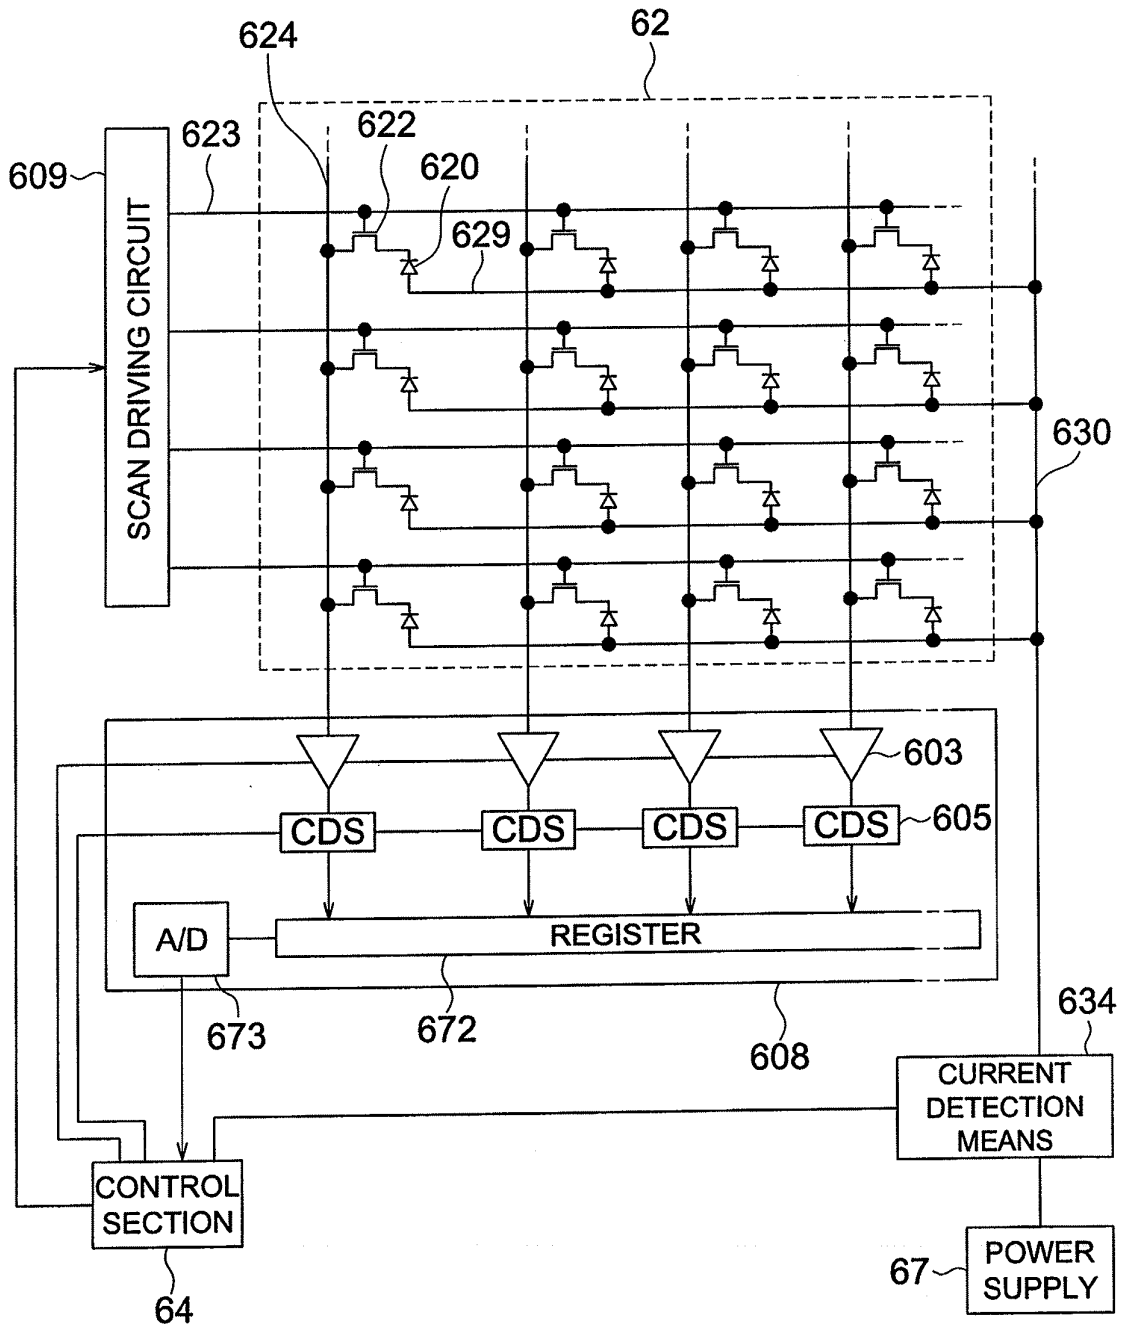 62
624
622
623
620
609
629
SCAN DRIVING CIRCUIT
630
603
CDS
CDS
CDS
CDS
605
A/D
REGISTER
673
672
608
634
CURRENT
DETECTION
MEANS
CONTROL
SECTION
64
67
POWER
SUPPLY